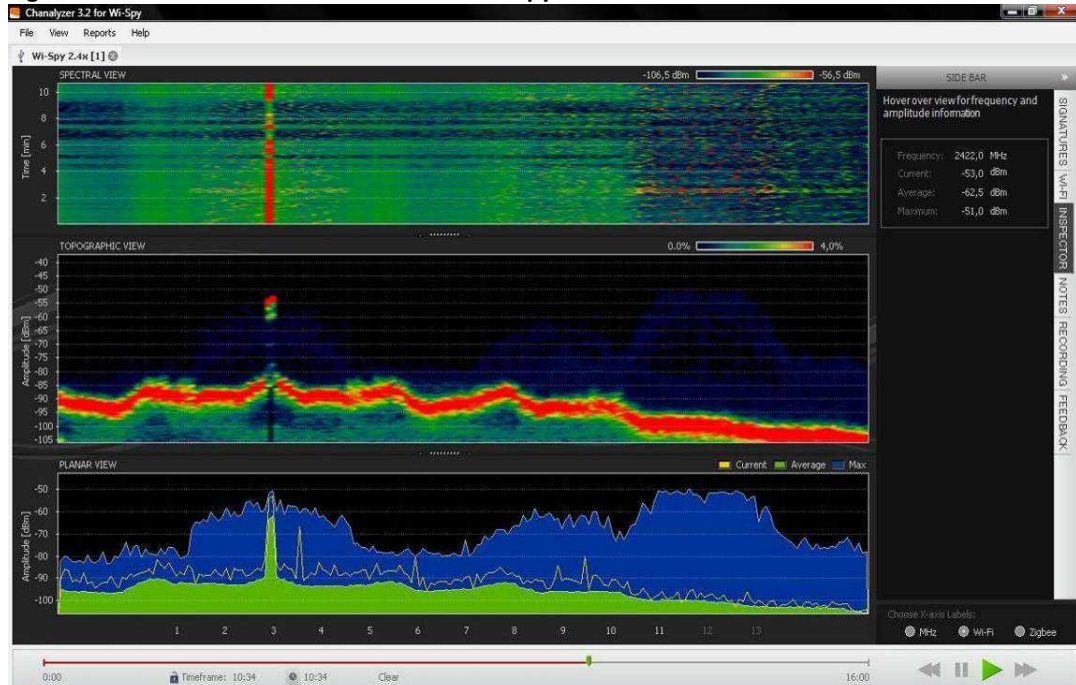 Chanalyzer 3.2 for Wi-Spy
File View Reports Help
Wi-Spy 2.4x [1]
SPECTRAL VIEW -106,5 dBm -56,5 dBm
10
8
6
4
2
Time [min]
TOPOGRAPHIC VIEW 0.0% 4,0%
-40
-45
-50
-55
-60
-65
-70
-75
-80
-85
-90
-95
-100
-105
Amplitude [dBm]
PLANAR VIEW Current Average Max
-50
-60
-70
-80
-90
-100
Amplitude [dBm]
1 2 3 4 5 6 7 8 9 10 11 12 13
0:00 Timeframe: 10:34 10:34 Clear 16:00
SIDE BAR
Hover over view for frequency and
amplitude information
Frequency: 2422,0 MHz
Current: -53,0 dBm
Average: -62,5 dBm
Maximum: -51,0 dBm
SIGNATURES WI-FI INSPECTOR NOTES RECORDING FEEDBACK
Choose X-axis Labels:
MHz Wi-Fi Zigbee